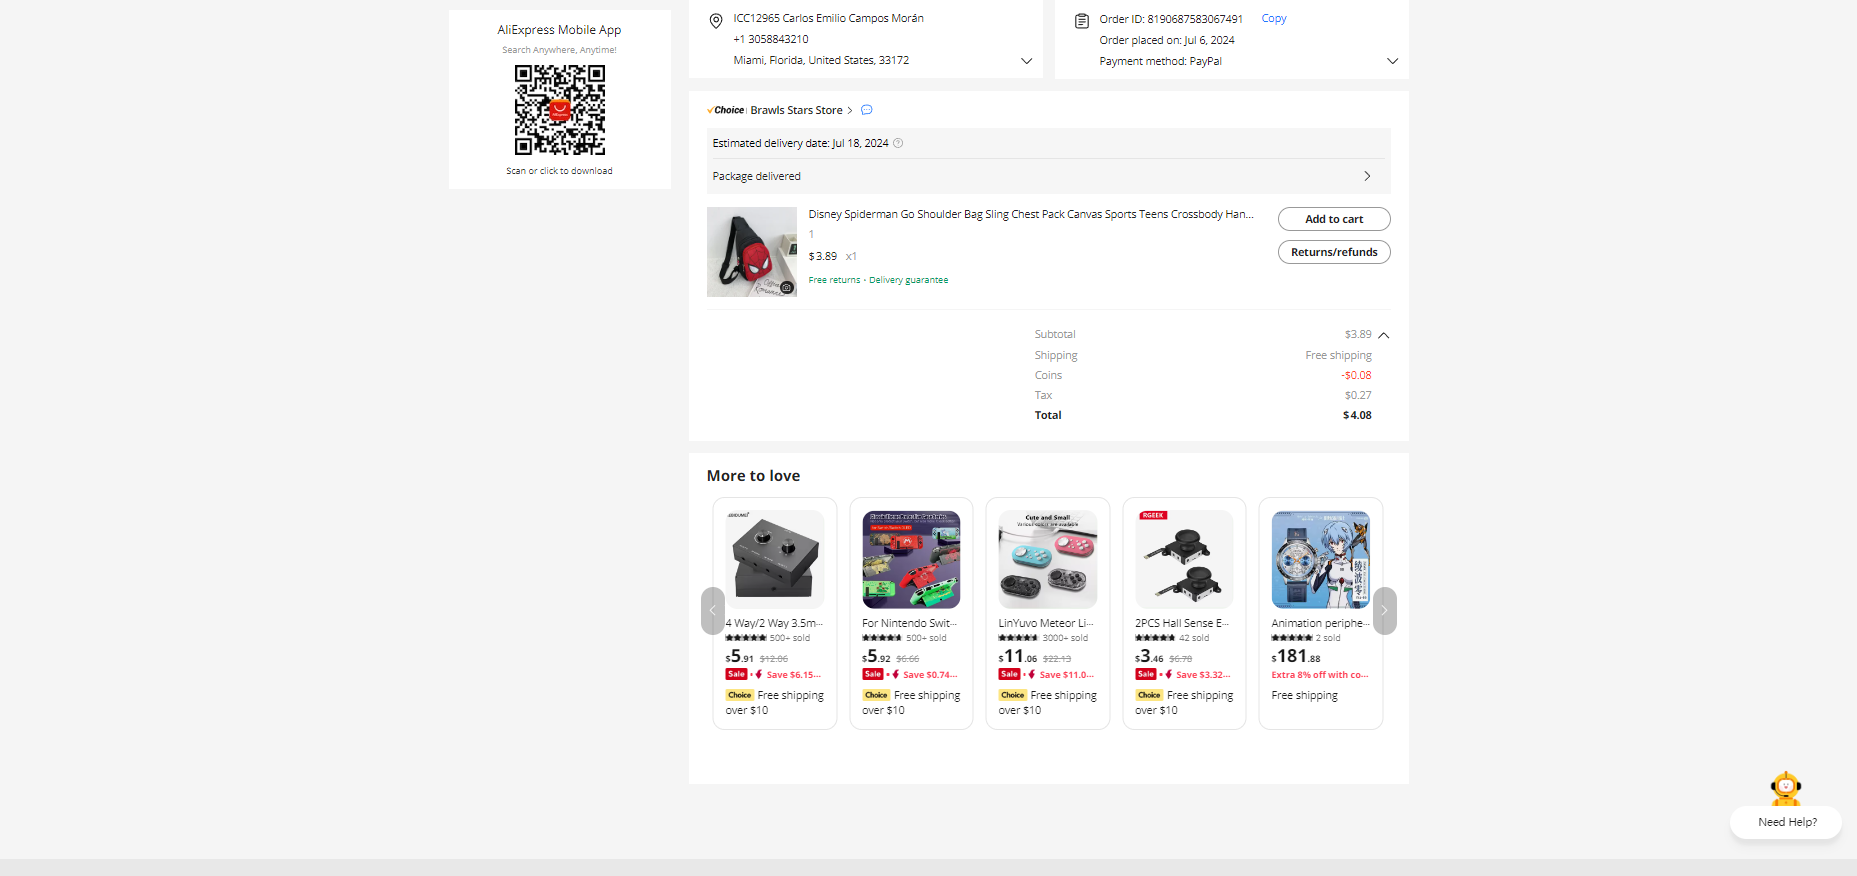 AliExpress Mobile App
Search Anywhere, Anytime!
Scan or click to download
ICC12965 Carlos Emilio Campos Morán
+1 3058843210
Miami, Florida, United States, 33172
Order ID: 8190687583067491 Copy
Order placed on: Jul 6, 2024
Payment method: PayPal
Choice Brawls Stars Store
Estimated delivery date: Jul 18, 2024
Package delivered
Disney Spiderman Go Shoulder Bag Sling Chest Pack Canvas Sports Teens Crossbody Han...
1
$3.89 x1
Free returns · Delivery guarantee
Add to cart
Returns/refunds
Subtotal $3.89
Shipping Free shipping
Coins -$0.08
Tax $0.27
Total $4.08
More to love
4 Way/2 Way 3.5m...
500+ sold
$5.91 $12.06
Sale Save $6.15...
Choice Free shipping
over $10
For Nintendo Swit...
500+ sold
$5.92 $6.66
Sale Save $0.74...
Choice Free shipping
over $10
Cute and Small
Various colors are available
LinYuvo Meteor Li...
3000+ sold
$11.06 $22.13
Sale Save $11.0...
Choice Free shipping
over $10
RGEEK
2PCS Hall Sense E...
42 sold
$3.46 $6.78
Sale Save $3.32...
Choice Free shipping
over $10
綾波零
Animation periphe...
2 sold
$181.88
Extra 8% off with co...
Free shipping
Need Help?